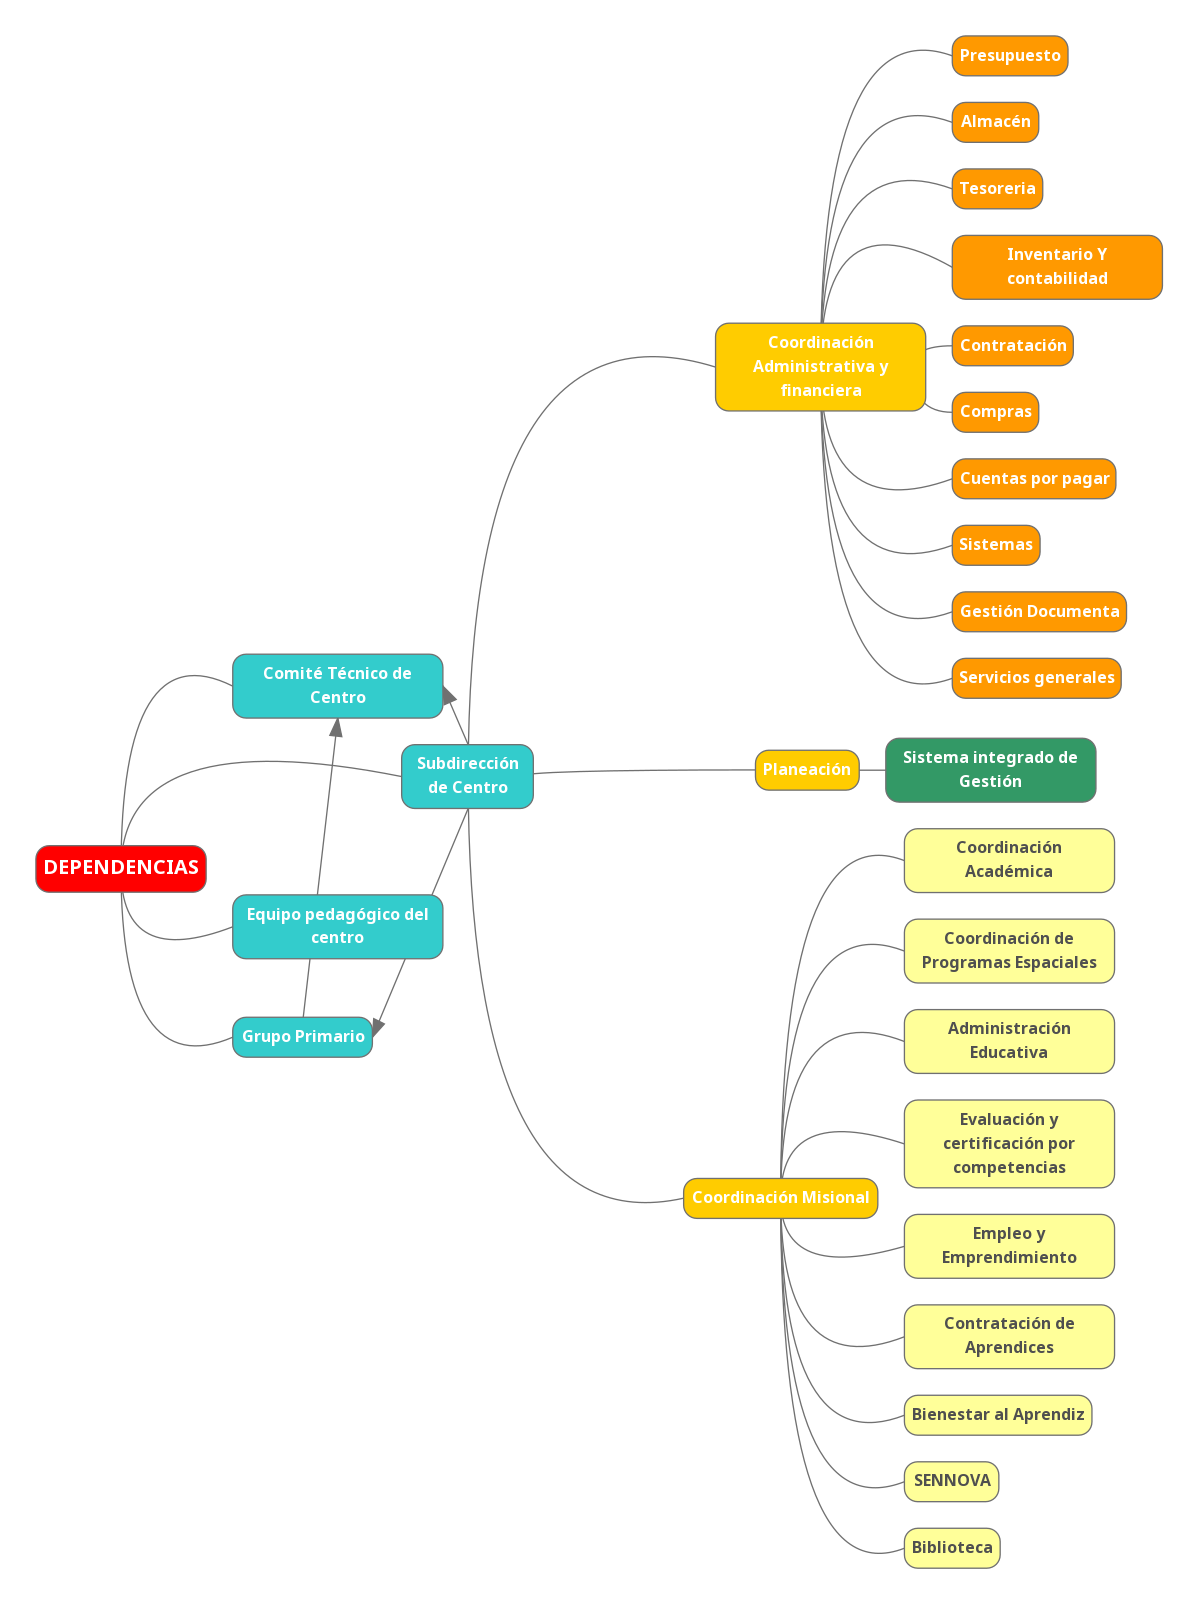 DEPENDENCIAS
Comité Técnico de
Centro
Subdirección
de Centro
Equipo pedagógico del
centro
Grupo Primario
Coordinación
Administrativa y
financiera
Presupuesto
Almacén
Tesoreria
Inventario Y
contabilidad
Contratación
Compras
Cuentas por pagar
Sistemas
Gestión Documenta
Servicios generales
Planeación
Sistema integrado de
Gestión
Coordinación Misional
Coordinación
Académica
Coordinación de
Programas Espaciales
Administración
Educativa
Evaluación y
certificación por
competencias
Empleo y
Emprendimiento
Contratación de
Aprendices
Bienestar al Aprendiz
SENNOVA
Biblioteca